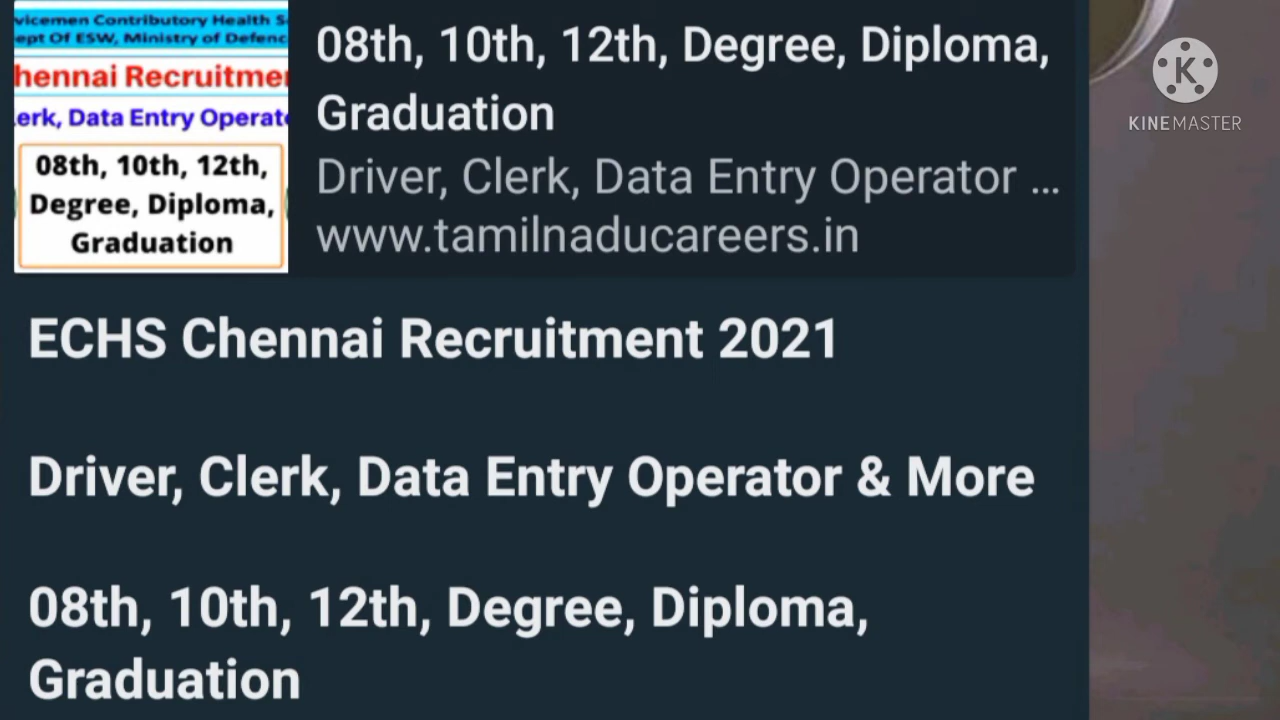 vicemen Contributory Health S
ept Of ESW, Ministry of Defenc
hennai Recruitme
erk, Data Entry Operat
08th, 10th, 12th,
Degree, Diploma,
Graduation
08th, 10th, 12th, Degree, Diploma,
Graduation
Driver, Clerk, Data Entry Operator ...
www.tamilnaducareers.in
ECHS Chennai Recruitment 2021
Driver, Clerk, Data Entry Operator & More
08th, 10th, 12th, Degree, Diploma,
Graduation
K
KINEMASTER